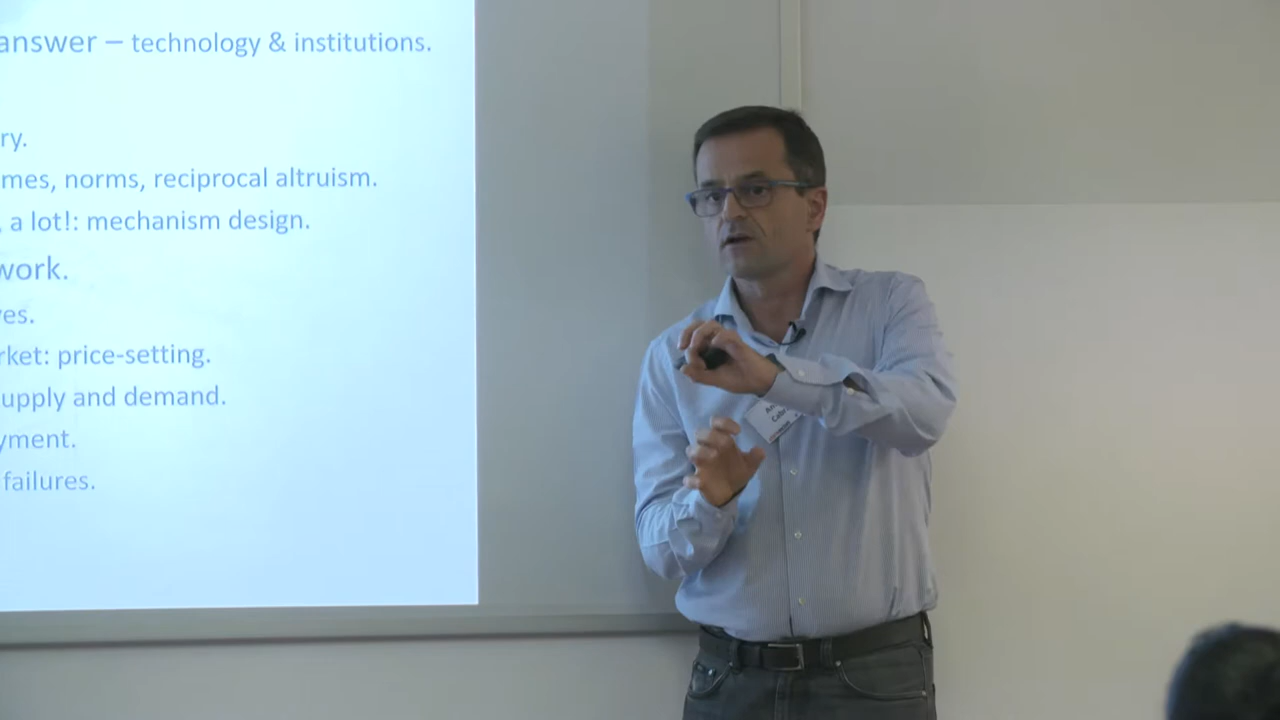 answer – technology & institutions.
ry.
mes, norms, reciprocal altruism.
, a lot!: mechanism design.
work.
ves.
rket: price-setting.
upply and demand.
yment.
failures.